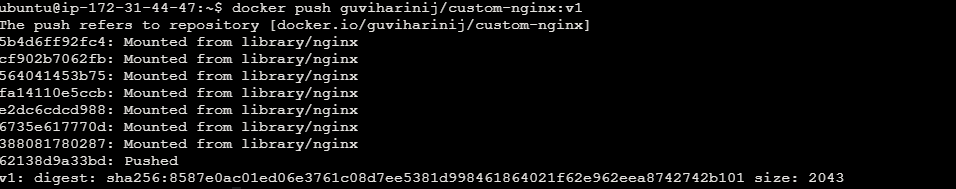 ubuntu@ip-172-31-44-47:~$ docker push guviharinij/custom-nginx:v1
The push refers to repository [docker.io/guviharinij/custom-nginx]
5b4d6ff92fc4: Mounted from library/nginx
cf902b7062fb: Mounted from library/nginx
564041453b75: Mounted from library/nginx
fa14110e5ccb: Mounted from library/nginx
e2dc6cdcd988: Mounted from library/nginx
6735e617770d: Mounted from library/nginx
388081780287: Mounted from library/nginx
62138d9a33bd: Pushed
v1: digest: sha256:8587e0ac01ed06e3761c08d7ee5381d998461864021f62e962eea8742742b101 size: 2043